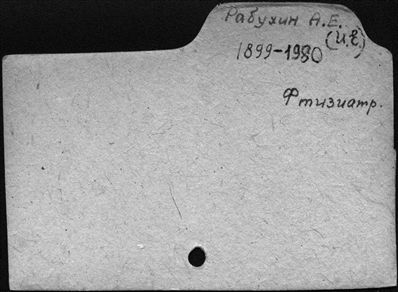 Рабухин А.Е.
(И.Е.)
1899-1980
Фтизиатр.